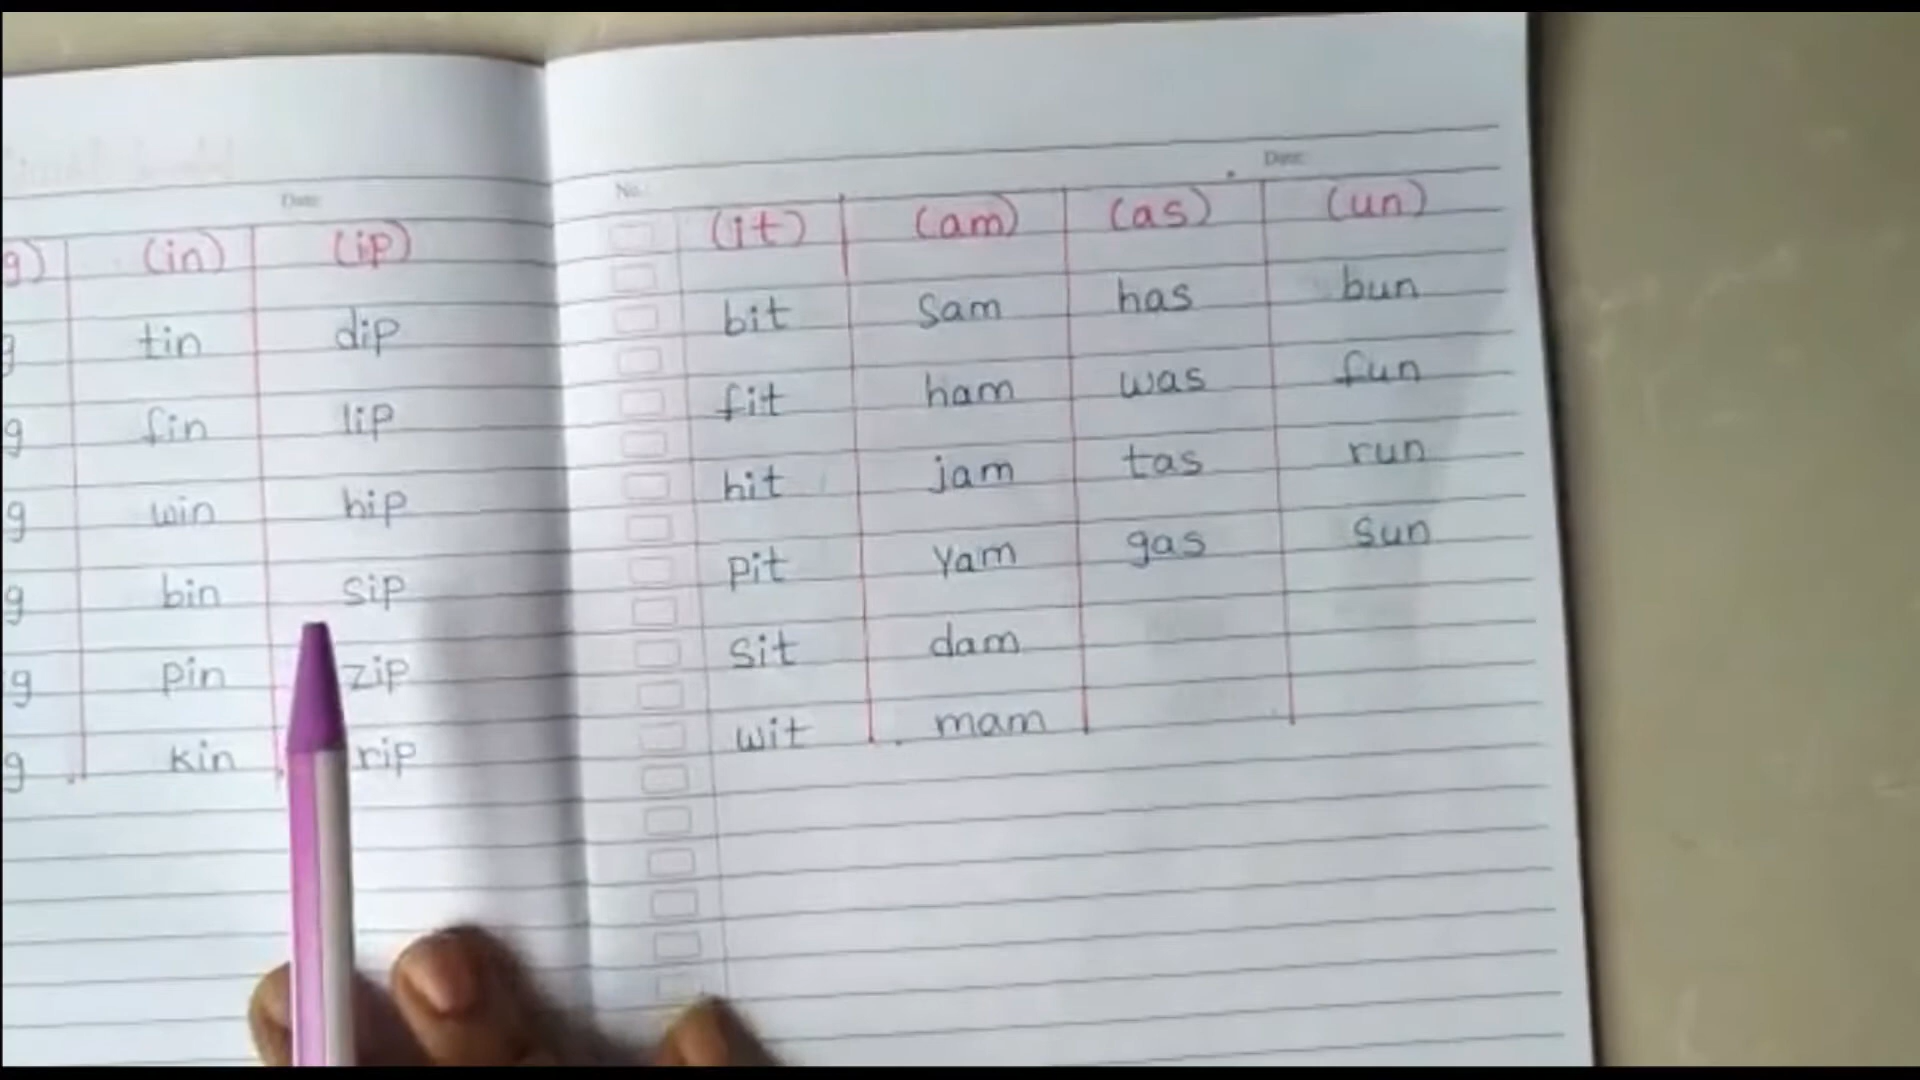 Date:
g) (in) (ip)
g tin dip
g fin lip
g win hip
g bin sip
g pin zip
g kin rip
No.: Date:
(it) (am) (as) (un)
bit Sam has bun
fit ham was fun
hit jam tas run
pit yam gas sun
sit dam
wit mam